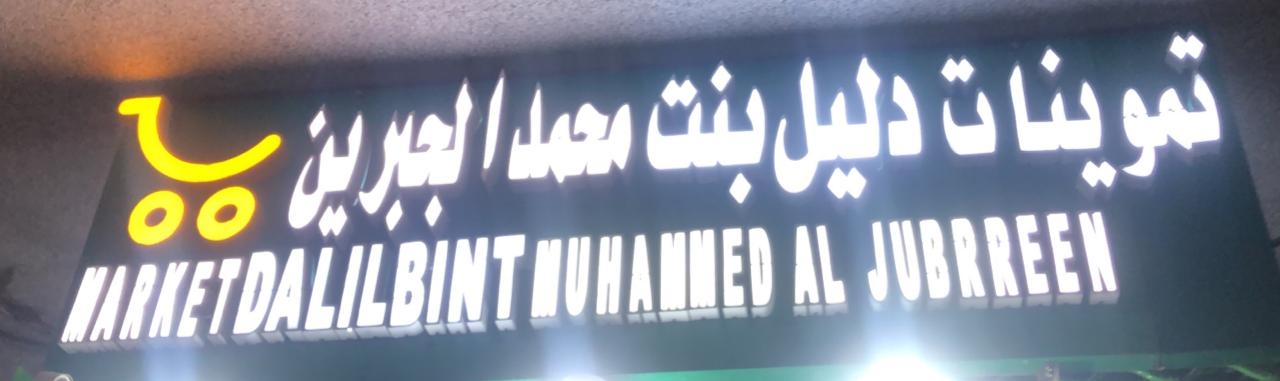 تموينات دليل بنت محمد الجبرين
MARKET DALIL BINT MUHAMMED AL JUBRREEN